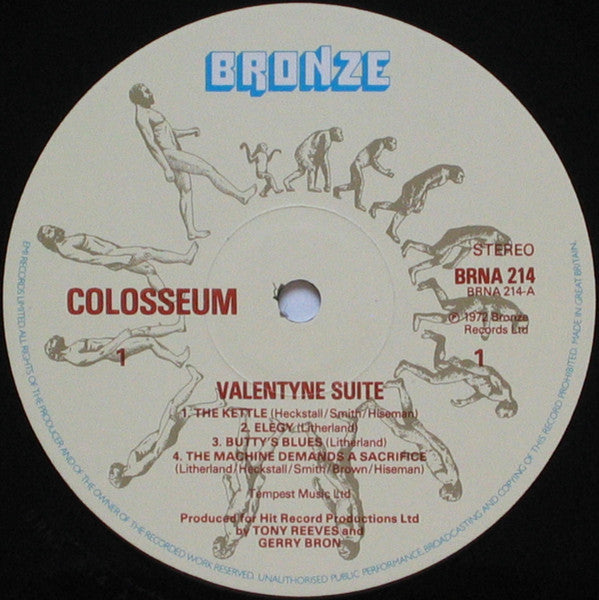 BRONZE
STEREO
BRNA 214
BRNA 214-A
℗ 1972 Bronze
Records Ltd
COLOSSEUM
1
1
VALENTYNE SUITE
1. THE KETTLE (Heckstall/Smith/Hiseman)
2. ELEGY (Litherland)
3. BUTTY'S BLUES (Litherland)
4. THE MACHINE DEMANDS A SACRIFICE
(Litherland/Heckstall/Smith/Brown/Hiseman)
Tempest Music Ltd
Produced for Hit Record Productions Ltd
by TONY REEVES and
GERRY BRON
EMI RECORDS LIMITED. ALL RIGHTS OF THE PRODUCER AND OF THE OWNER OF THE RECORDED WORK RESERVED. UNAUTHORISED PUBLIC PERFORMANCE, BROADCASTING AND COPYING OF THIS RECORD PROHIBITED. MADE IN GREAT BRITAIN.